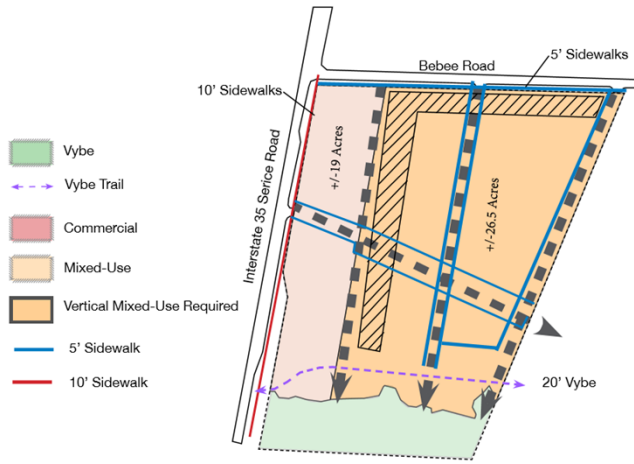 Bebee Road
5' Sidewalks
10' Sidewalks
Interstate 35 Serice Road
+/-19 Acres
+/-26.5 Acres
20' Vybe
Vybe
Vybe Trail
Commercial
Mixed-Use
Vertical Mixed-Use Required
5' Sidewalk
10' Sidewalk